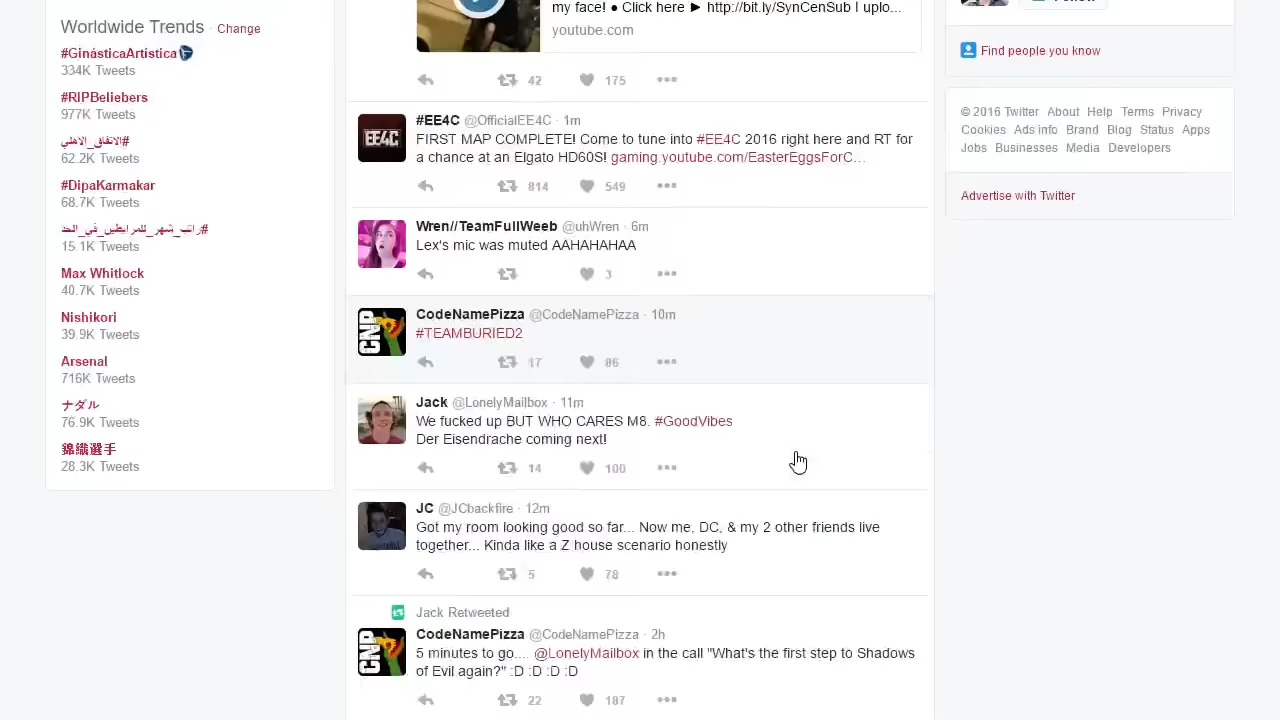 Worldwide Trends · Change
#GinásticaArtística
334K Tweets
#RIPBeliebers
977K Tweets
#الاتفاق_الاهلي
62.2K Tweets
#DipaKarmakar
68.7K Tweets
#راتب_شهر_للمرابطين_في_الحد
15.1K Tweets
Max Whitlock
40.7K Tweets
Nishikori
39.9K Tweets
Arsenal
716K Tweets
ナダル
76.9K Tweets
錦織選手
28.3K Tweets
my face! ● Click here ► http://bit.ly/SynCenSub I uplo...
youtube.com
42 175
#EE4C @OfficialEE4C · 1m
FIRST MAP COMPLETE! Come to tune into #EE4C 2016 right here and RT for
a chance at an Elgato HD60S! gaming.youtube.com/EasterEggsForC...
814 549
EE4C
Wren//TeamFullWeeb @uhWren · 6m
Lex's mic was muted AAHAHAHAA
3
CNP
CodeNamePizza @CodeNamePizza · 10m
#TEAMBURIED2
17 86
Jack @LonelyMailbox · 11m
We fucked up BUT WHO CARES M8. #GoodVibes
Der Eisendrache coming next!
14 100
JC @JCbackfire · 12m
Got my room looking good so far... Now me, DC, & my 2 other friends live
together... Kinda like a Z house scenario honestly
5 78
Jack Retweeted
CNP
CodeNamePizza @CodeNamePizza · 2h
5 minutes to go.... @LonelyMailbox in the call "What's the first step to Shadows
of Evil again?" :D :D :D :D
22 187
Find people you know
© 2016 Twitter About Help Terms Privacy
Cookies Ads info Brand Blog Status Apps
Jobs Businesses Media Developers
Advertise with Twitter